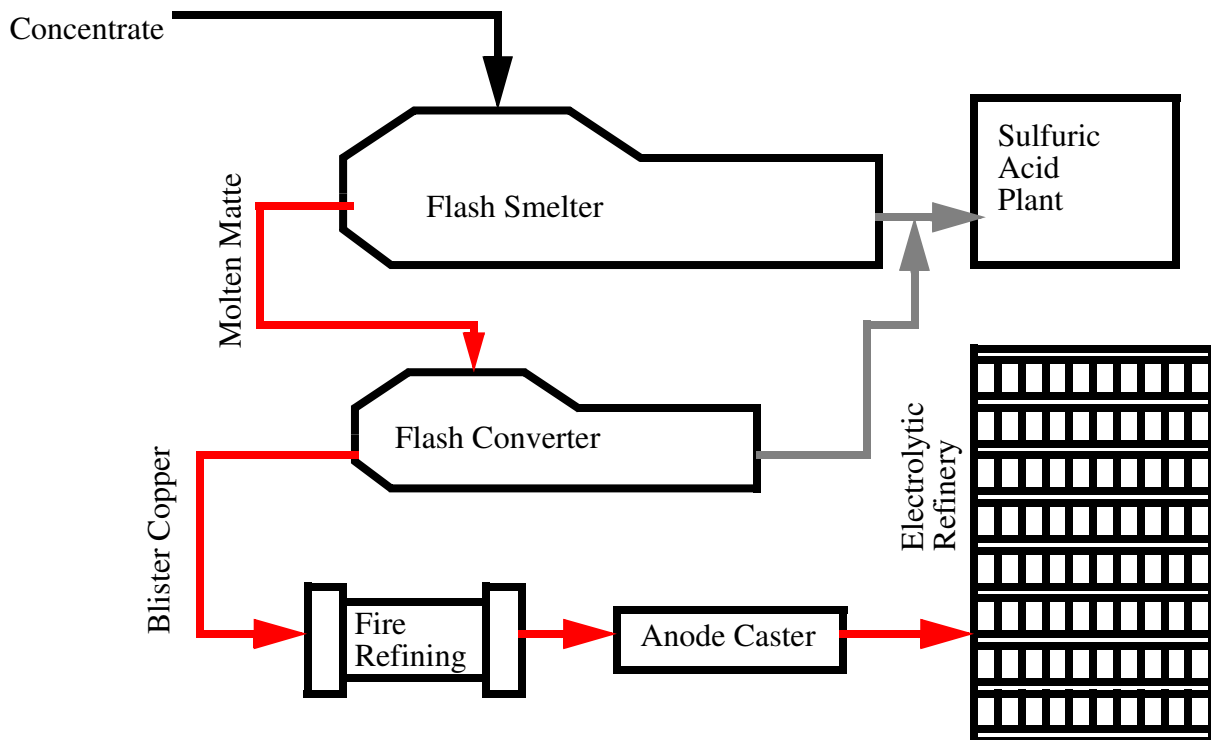 Concentrate
Sulfuric
Acid
Plant
Flash Smelter
Molten Matte
Flash Converter
Electrolytic
Refinery
Blister Copper
Fire
Refining
Anode Caster